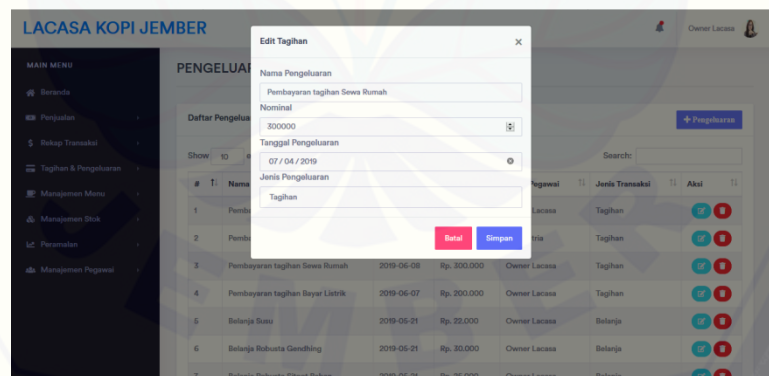 LACASA KOPI JEMBER
Owner Lacasa
MAIN MENU
Beranda
Penjualan
Rekap Transaksi
Tagihan & Pengeluaran
Manajemen Menu
Manajemen Stok
Peramalan
Manajemen Pegawai
PENGELUAR
Daftar Pengelua
+ Pengeluaran
Show 10 e
Search:
# Nama Pegawai Jenis Transaksi Aksi
1 Pemba Lacasa Tagihan
2 Pemba tria Tagihan
3 Pembayaran tagihan Sewa Rumah 2019-06-08 Rp. 300.000 Owner Lacasa Tagihan
4 Pembayaran tagihan Bayar Listrik 2019-06-07 Rp. 200.000 Owner Lacasa Tagihan
5 Belanja Susu 2019-05-21 Rp. 22,000 Owner Lacasa Belanja
6 Belanja Robusta Gendhing 2019-05-21 Rp. 30,000 Owner Lacasa Belanja
Edit Tagihan
×
Nama Pengeluaran
Pembayaran tagihan Sewa Rumah
Nominal
300000
Tanggal Pengeluaran
07 / 04 / 2019
Jenis Pengeluaran
Tagihan
Batal
Simpan
JEMBER